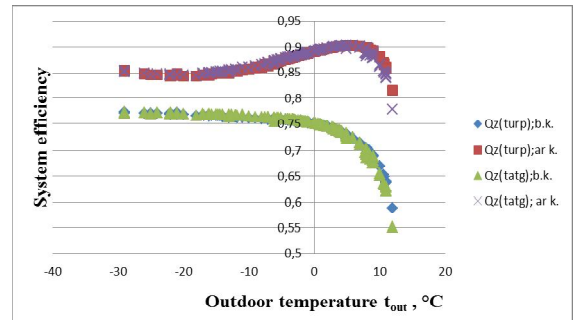 0,95
0,9
0,85
0,8
0,75
0,7
0,65
0,6
0,55
0,5
-40
-30
-20
-10
0
10
20
System efficiency
Outdoor temperature tout , °C
Qz(turp);b.k.
Qz(turp);ar k.
Qz(tatg);b.k.
Qz(tatg); ar k.